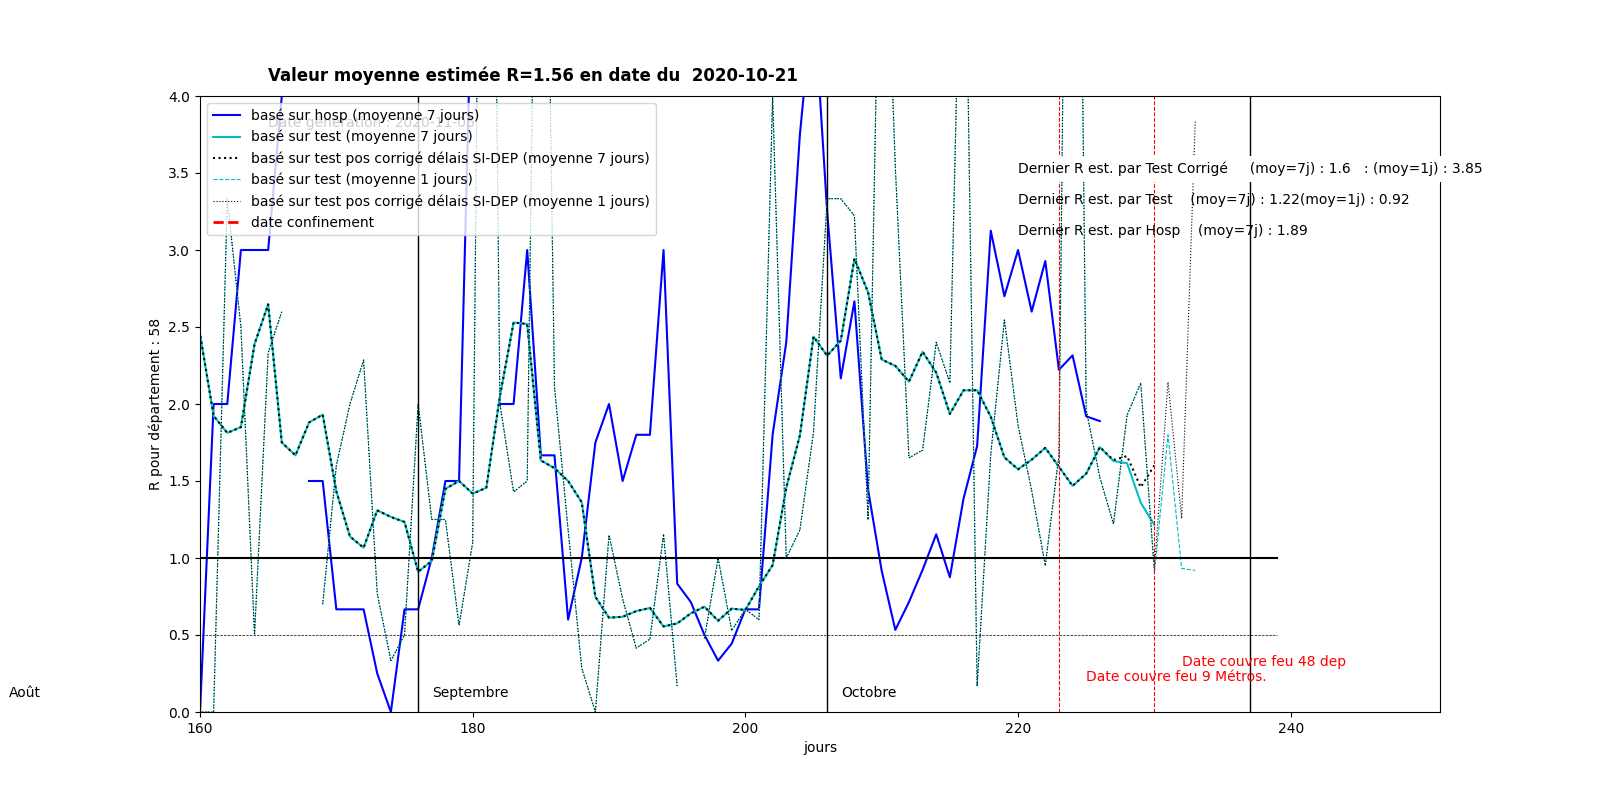 Valeur moyenne estimée R=1.56 en date du  2020-10-21
4.0
3.5
3.0
2.5
2.0
1.5
1.0
0.5
0.0
R pour département : 58
basé sur hosp (moyenne 7 jours)
basé sur test (moyenne 7 jours)
basé sur test pos corrigé délais SI-DEP (moyenne 7 jours)
basé sur test (moyenne 1 jours)
basé sur test pos corrigé délais SI-DEP (moyenne 1 jours)
date confinement
Dernier R est. par Test Corrigé (moy=7j) : 1.6 : (moy=1j) : 3.85
Dernier R est. par Test (moy=7j) : 1.22(moy=1j) : 0.92
Dernier R est. par Hosp (moy=7j) : 1.89
Date couvre feu 48 dep
Date couvre feu 9 Métros.
Août
Septembre
Octobre
160 180 200 220 240
jours